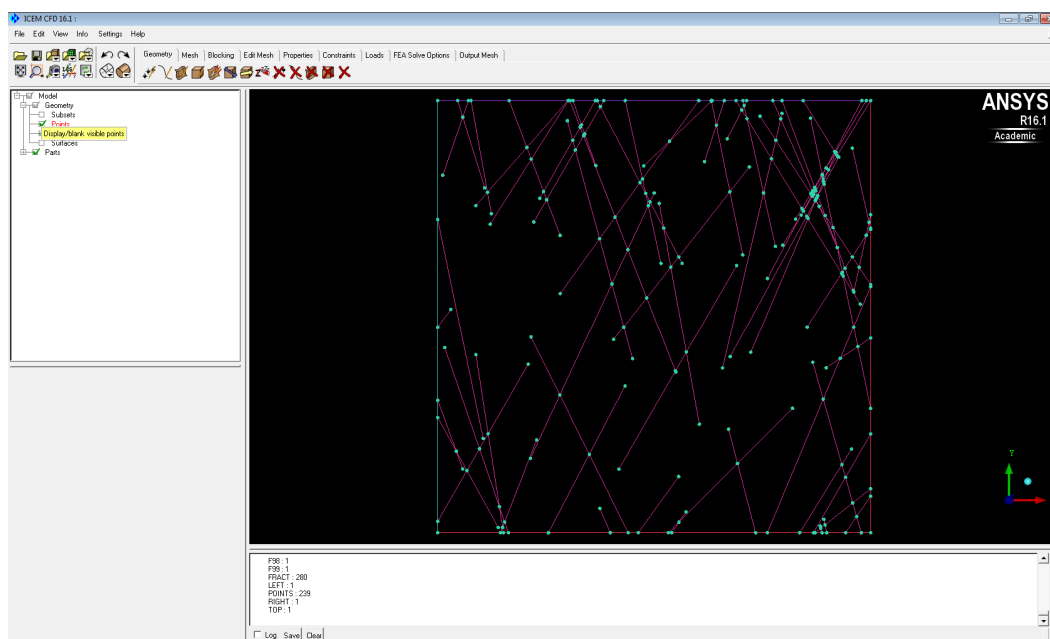 ICEM CFD 16.1 :
File Edit View Info Settings Help
Geometry Mesh Blocking Edit Mesh Properties Constraints Loads FEA Solve Options Output Mesh
Model
Geometry
Subsets
Points
Display/blank visible points
Surfaces
Parts
ANSYS
R16.1
Academic
Y
F98 : 1
F99 : 1
FRACT : 280
LEFT : 1
POINTS : 239
RIGHT : 1
TOP : 1
Log Save Clear